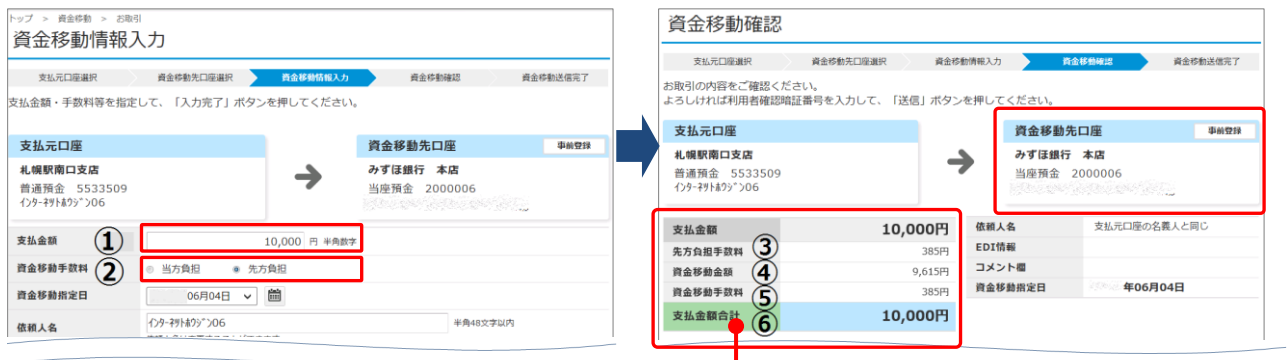 トップ > 資金移動 > お取引
資金移動情報入力
支払元口座選択 資金移動先口座選択 資金移動情報入力 資金移動確認 資金移動送信完了
支払金額・手数料等を指定して、「入力完了」ボタンを押してください。
支払元口座
札幌駅南口支店
普通預金 5533509
ｲﾝﾀｰﾈｯﾄﾎｳｼﾞﾝ06
資金移動先口座 事前登録
みずほ銀行 本店
当座預金 2000006
支払金額 ① 10,000 円 半角数字
資金移動手数料 ② 当方負担 先方負担
資金移動指定日 06月04日
依頼人名 ｲﾝﾀｰﾈｯﾄﾎｳｼﾞﾝ06 半角48文字以内
資金移動確認
支払元口座選択 資金移動先口座選択 資金移動情報入力 資金移動確認 資金移動送信完了
お取引の内容をご確認ください。
よろしければ利用者確認暗証番号を入力して、「送信」ボタンを押してください。
支払元口座
札幌駅南口支店
普通預金 5533509
ｲﾝﾀｰﾈｯﾄﾎｳｼﾞﾝ06
資金移動先口座 事前登録
みずほ銀行 本店
当座預金 2000006
支払金額 10,000円
先方負担手数料 ③ 385円
資金移動金額 ④ 9,615円
資金移動手数料 ⑤ 385円
支払金額合計 ⑥ 10,000円
依頼人名 支払元口座の名義人と同じ
EDI情報
コメント欄
資金移動指定日 年06月04日